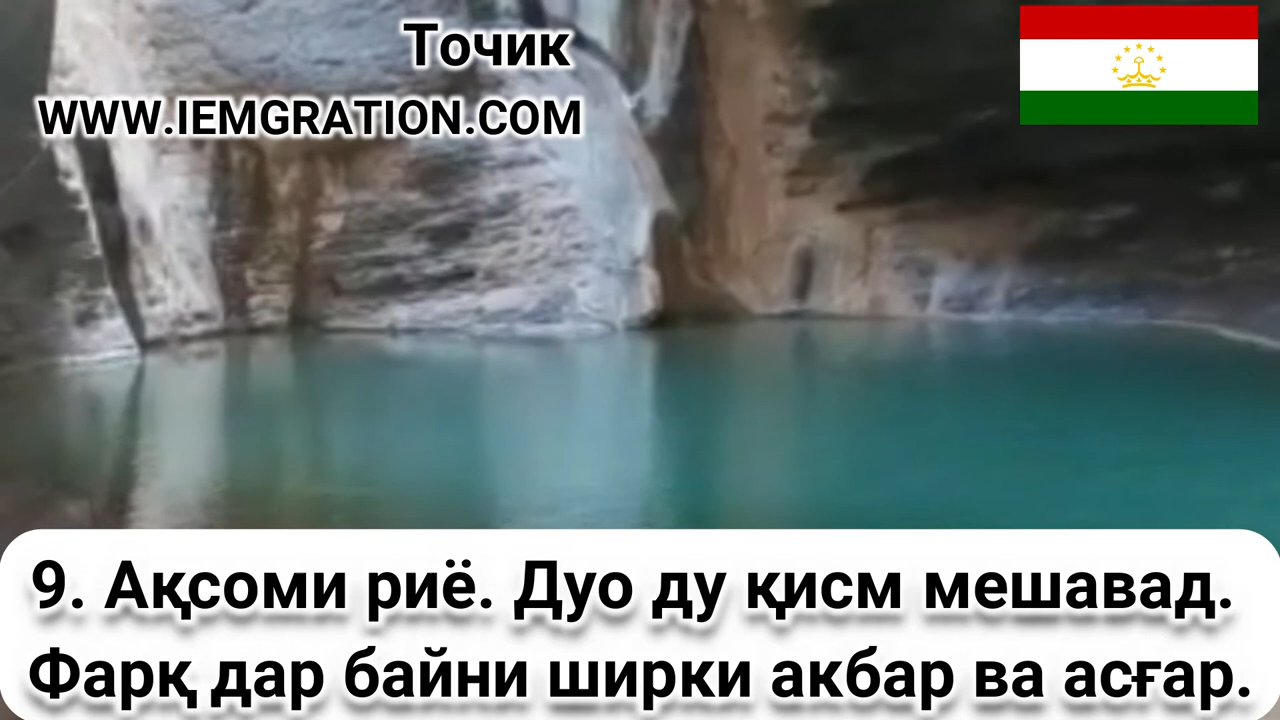 Точик
WWW.IEMGRATION.COM
9. Ақсоми риё. Дуо ду қисм мешавад.
Фарқ дар байни ширки акбар ва асғар.